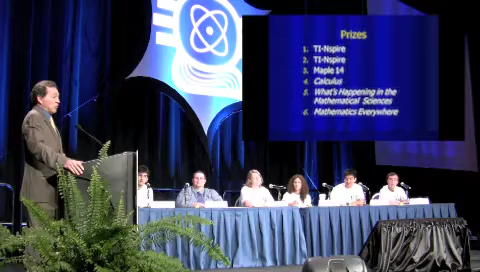 Prizes
1. TI-Nspire
2. TI-Nspire
3. Maple 14
4. Calculus
5. What's Happening in the
Mathematical Sciences
6. Mathematics Everywhere